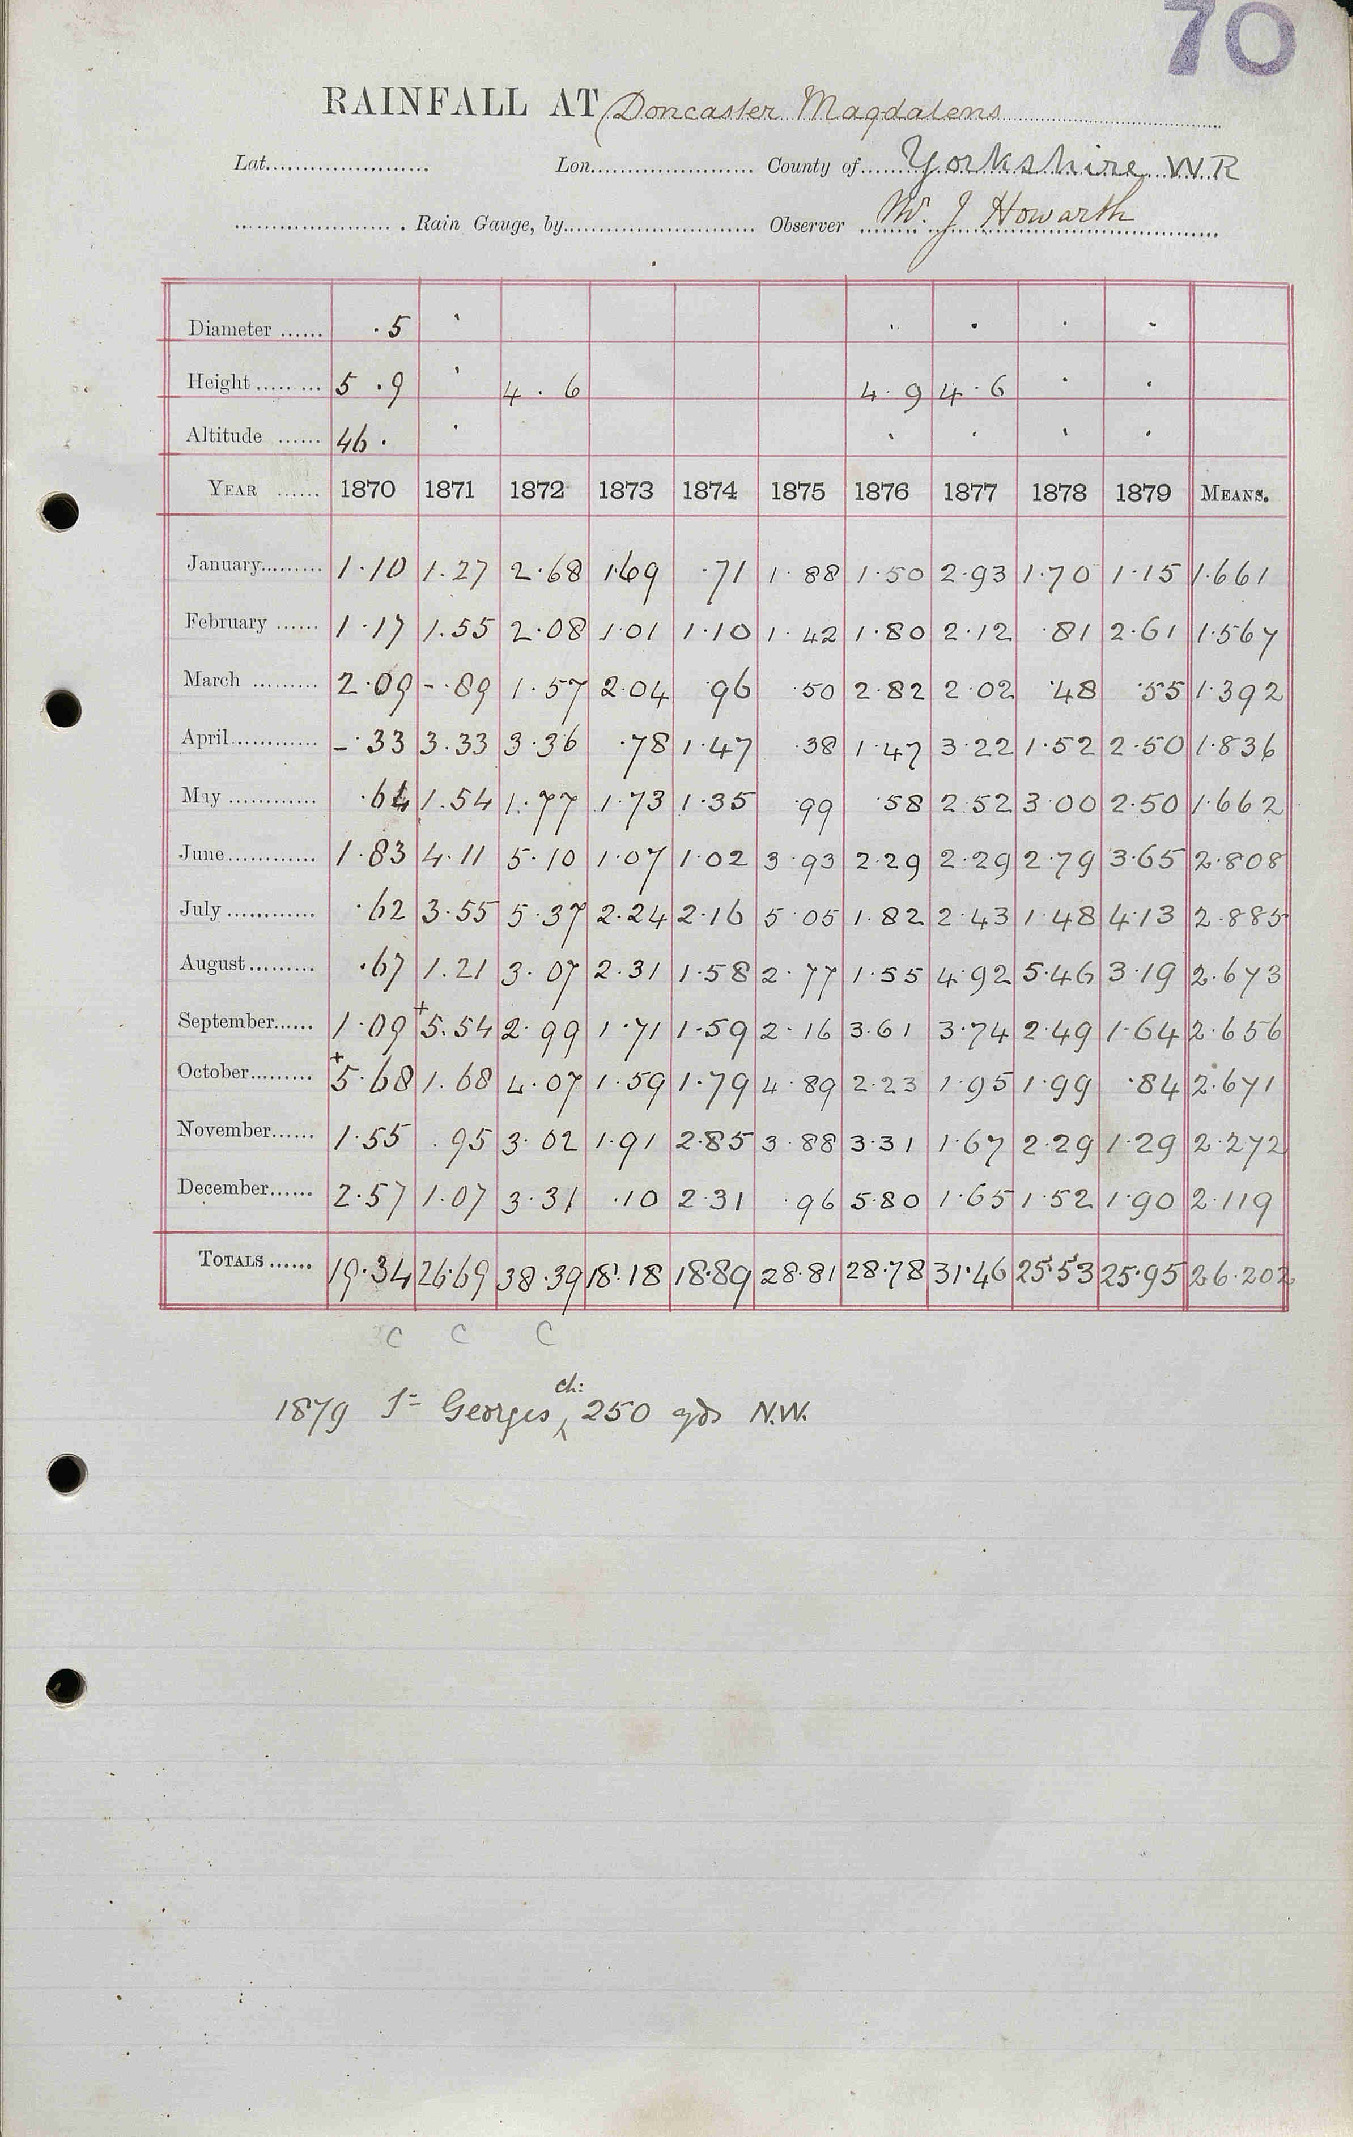 70
RAINFALL AT Doncaster Magdalens
Lat. Lon. County of Yorkshire W R
Rain Gauge, by Observer W. J Howarth
Diameter ...... .5
Height ........ 5 .9 4 . 6 4 . 9 4 . 6
Altitude ...... 46.
YEAR ...... 1870 1871 1872 1873 1874 1875 1876 1877 1878 1879 MEANS.
January......... 1.10 1.27 2.68 1.69 .71 1.88 1.50 2.93 1.70 1.15 1.661
February ...... 1.17 1.55 2.08 1.01 1.10 1.42 1.80 2.12 .81 2.61 1.567
March ......... 2.09 -.89 1.57 2.04 .96 .50 2.82 2.02 .48 .55 1.392
April............ -.33 3.33 3.36 .78 1.47 .38 1.47 3.22 1.52 2.50 1.836
May ............ .64 1.54 1.77 1.73 1.35 .99 .58 2.52 3.00 2.50 1.662
June............ 1.83 4.11 5.10 1.07 1.02 3.93 2.29 2.29 2.79 3.65 2.808
July ............ .62 3.55 5.37 2.24 2.16 5.05 1.82 2.43 1.48 4.13 2.885
August......... .67 1.21 3.07 2.31 1.58 2.77 1.55 4.92 5.46 3.19 2.673
September...... 1.09 +5.54 2.99 1.71 1.59 2.16 3.61 3.74 2.49 1.64 2.656
October......... +5.68 1.68 4.07 1.59 1.79 4.89 2.23 1.95 1.99 .84 2.671
November...... 1.55 .95 3.02 1.91 2.85 3.88 3.31 1.67 2.29 1.29 2.272
December...... 2.57 1.07 3.31 .10 2.31 .96 5.80 1.65 1.52 1.90 2.119
TOTALS ...... 19.34 26.69 38.39 18.18 18.89 28.81 28.78 31.46 25.53 25.95 26.202
C C C
1879 St Georges ch: 250 yds N.W.